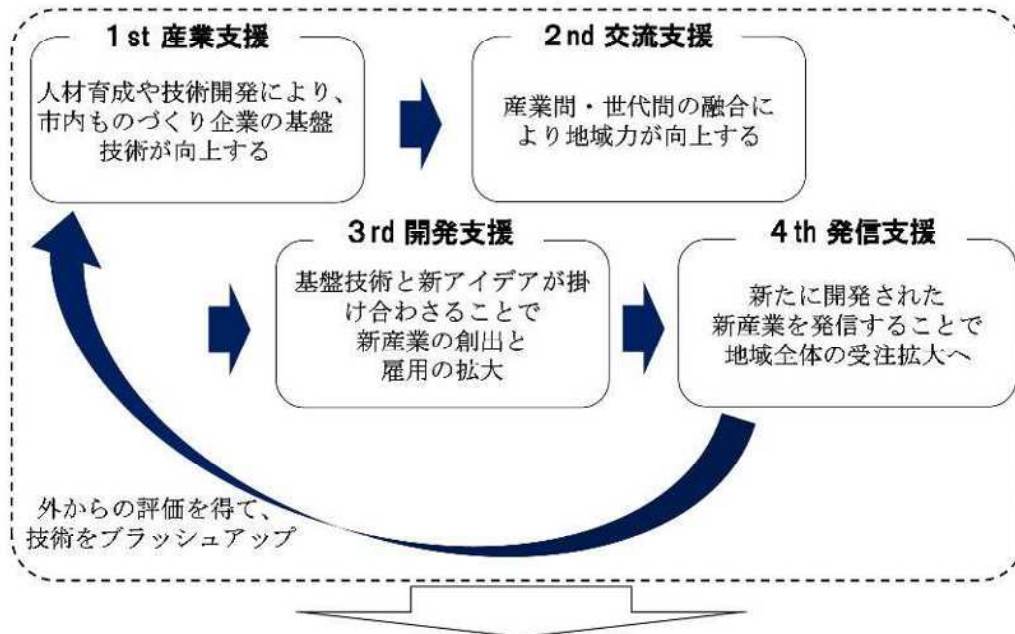 1st 産業支援
人材育成や技術開発により、
市内ものづくり企業の基盤
技術が向上する
2nd 交流支援
産業間・世代間の融合に
より地域力が向上する
3rd 開発支援
基盤技術と新アイデアが掛
け合わさることで
新産業の創出と
雇用の拡大
4th 発信支援
新たに開発された
新産業を発信することで
地域全体の受注拡大へ
外からの評価を得て、
技術をブラッシュアップ